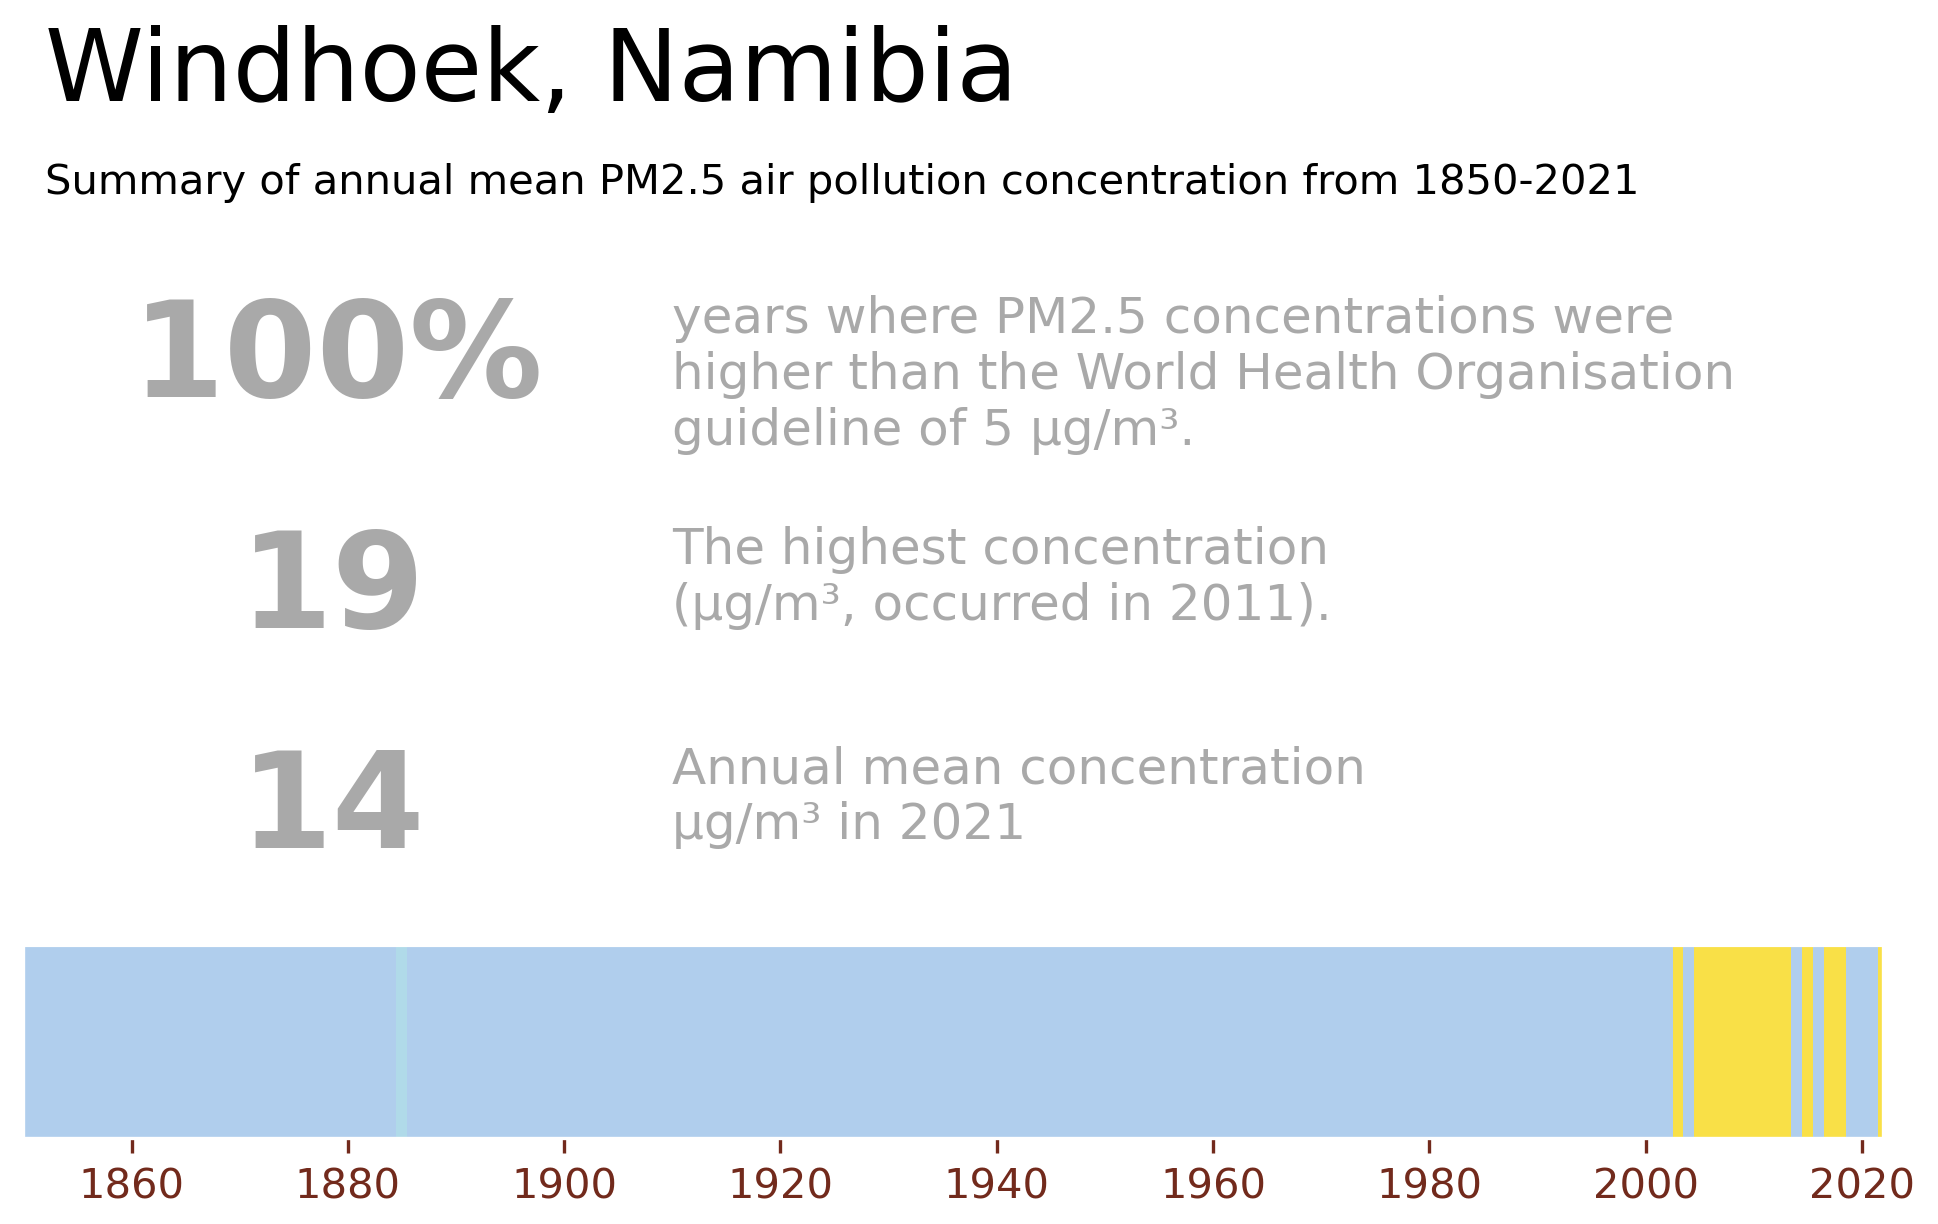 Windhoek, Namibia
Summary of annual mean PM2.5 air pollution concentration from 1850-2021
100%
years where PM2.5 concentrations were
higher than the World Health Organisation
guideline of 5 µg/m³.
19
The highest concentration
(µg/m³, occurred in 2011).
14
Annual mean concentration
µg/m³ in 2021
1860 1880 1900 1920 1940 1960 1980 2000 2020